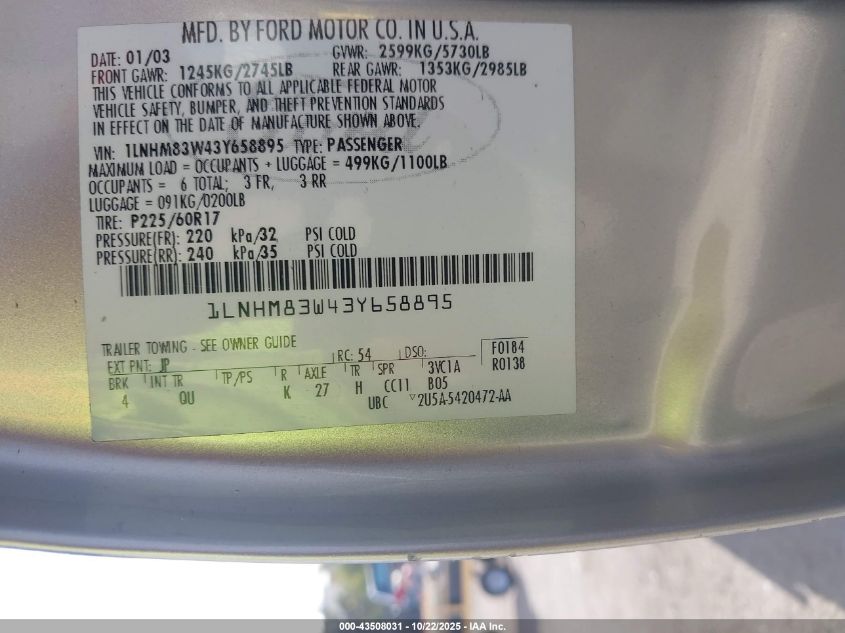 MFD. BY FORD MOTOR CO. IN U.S.A.
DATE: 01/03 GVWR: 2599KG/5730LB
FRONT GAWR: 1245KG/2745LB REAR GAWR: 1353KG/2985LB
THIS VEHICLE CONFORMS TO ALL APPLICABLE FEDERAL MOTOR
VEHICLE SAFETY, BUMPER, AND THEFT PREVENTION STANDARDS
IN EFFECT ON THE DATE OF MANUFACTURE SHOWN ABOVE.
VIN: 1LNHM83W43Y658895 TYPE: PASSENGER
MAXIMUM LOAD = OCCUPANTS + LUGGAGE = 499KG/1100LB
OCCUPANTS = 6 TOTAL; 3 FR, 3 RR
LUGGAGE = 091KG/0200LB
TIRE: P225/60R17
PRESSURE(FR): 220 kPa/32 PSI COLD
PRESSURE(RR): 240 kPa/35 PSI COLD
1LNHM83W43Y658895
TRAILER TOWING - SEE OWNER GUIDE
EXT PNT: JP RC: 54 DSO: F0184
BRK INT TR TP/PS R AXLE TR SPR 3VC1A R0138
4 QU K 27 H CC11 B05
UBC 2U5A-5420472-AA
000-43508031 - 10/22/2025 - IAA Inc.